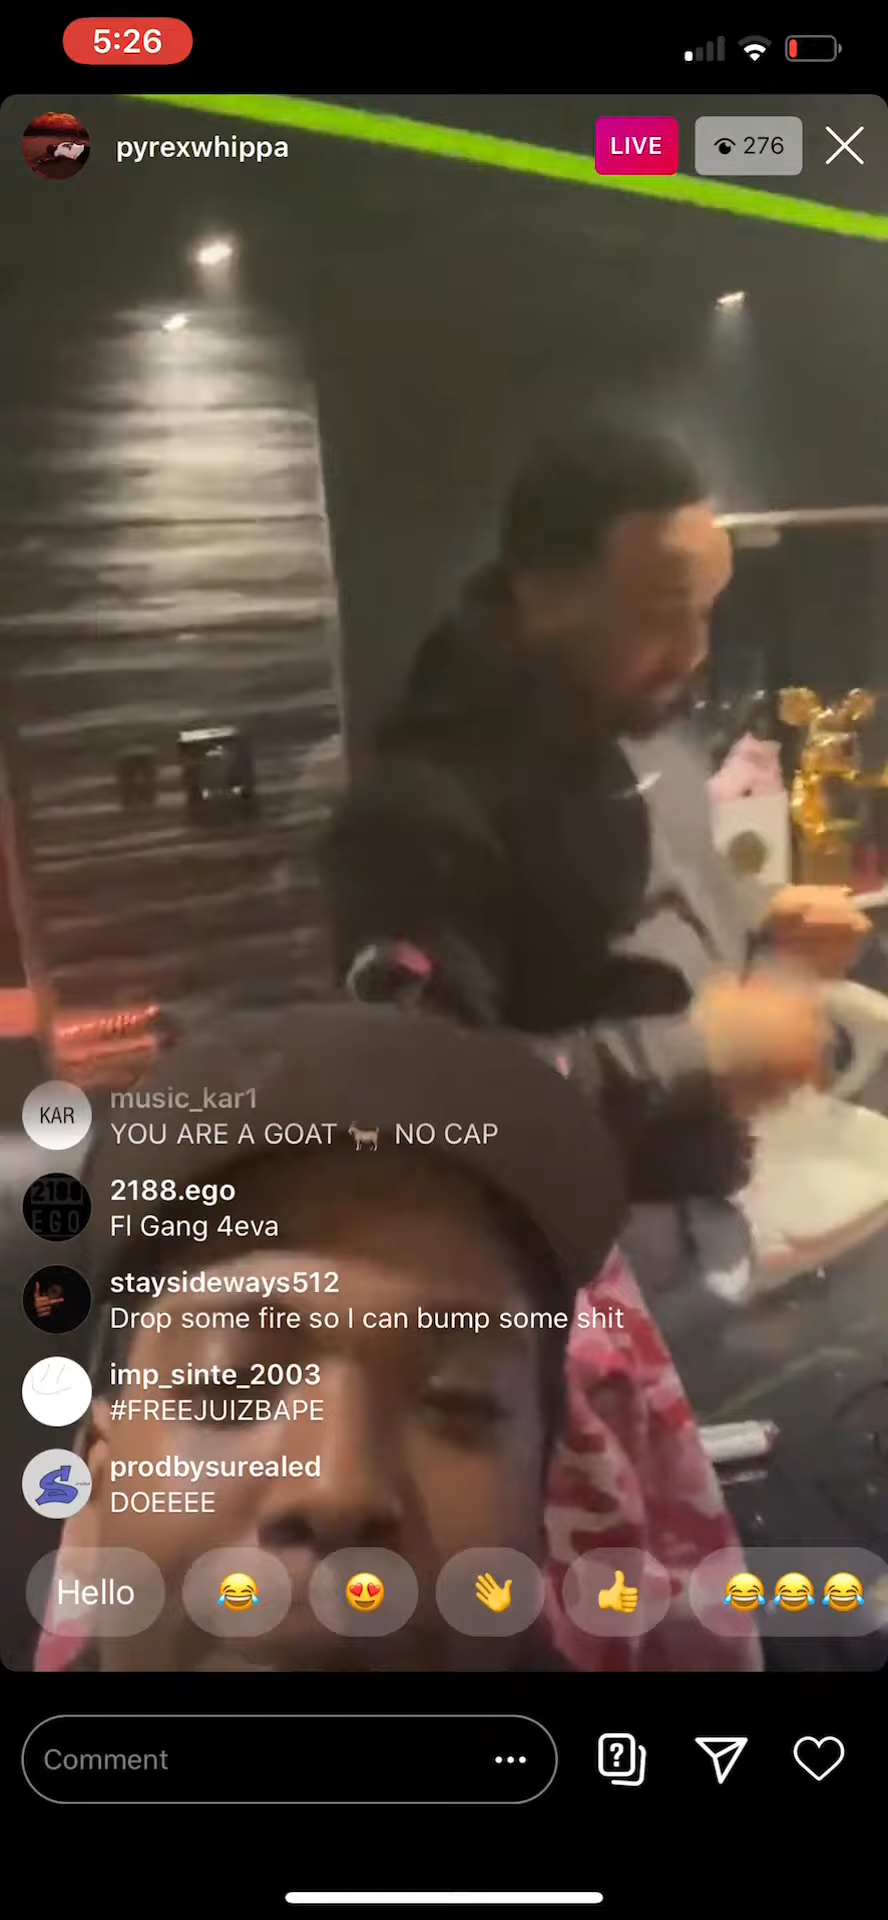 5:26
pyrexwhippa
LIVE
276
KAR
music_kar1
YOU ARE A GOAT 🐐 NO CAP
2188.ego
Fl Gang 4eva
staysideways512
Drop some fire so I can bump some shit
imp_sinte_2003
#FREEJUIZBAPE
prodbysurealed
DOEEEE
Hello 😂 😍 👋 👍 😂😂😂
Comment